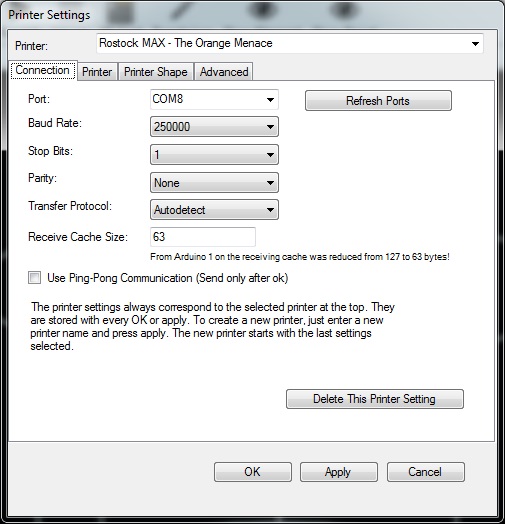 Printer Settings
Printer: Rostock MAX - The Orange Menace
Connection Printer Printer Shape Advanced
Port: COM8 Refresh Ports
Baud Rate: 250000
Stop Bits: 1
Parity: None
Transfer Protocol: Autodetect
Receive Cache Size: 63
From Arduino 1 on the receiving cache was reduced from 127 to 63 bytes!
Use Ping-Pong Communication (Send only after ok)
The printer settings always correspond to the selected printer at the top. They
are stored with every OK or apply. To create a new printer, just enter a new
printer name and press apply. The new printer starts with the last settings
selected.
Delete This Printer Setting
OK Apply Cancel